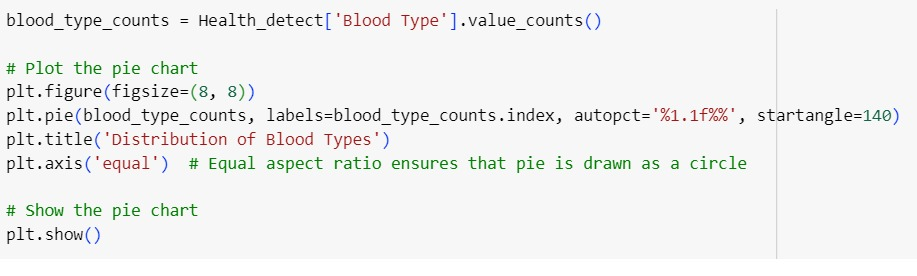 blood_type_counts = Health_detect['Blood Type'].value_counts()
# Plot the pie chart
plt.figure(figsize=(8, 8))
plt.pie(blood_type_counts, labels=blood_type_counts.index, autopct='%1.1f%%', startangle=140)
plt.title('Distribution of Blood Types')
plt.axis('equal')  # Equal aspect ratio ensures that pie is drawn as a circle
# Show the pie chart
plt.show()